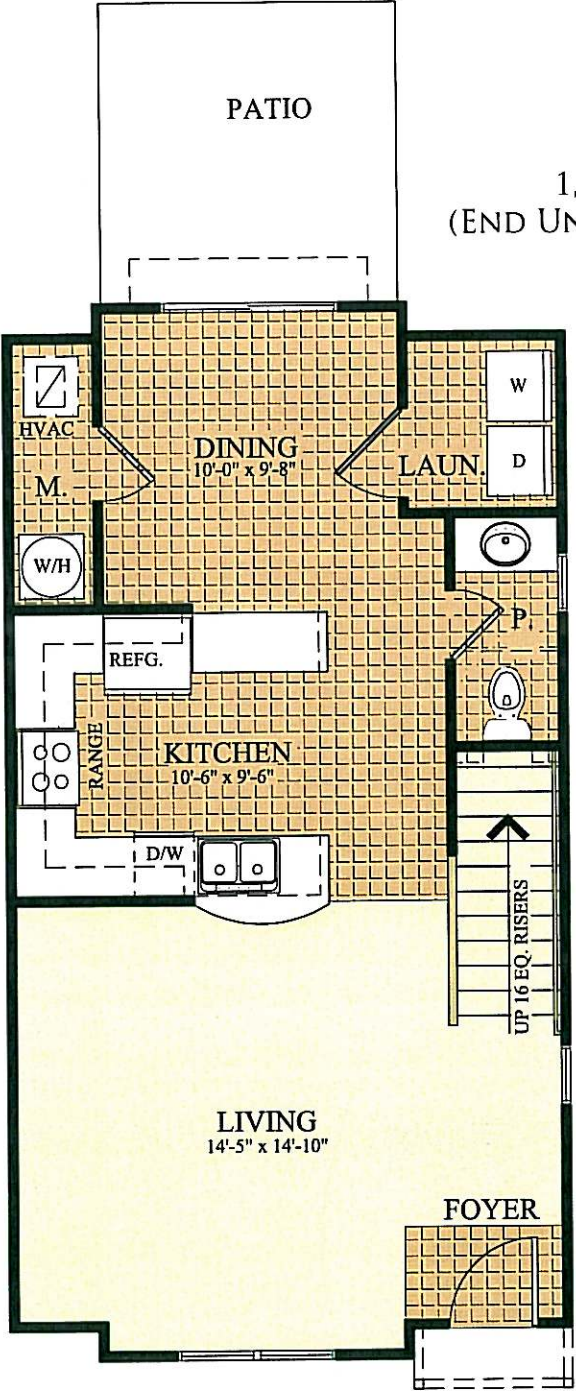 PATIO
1,
(END UN
HVAC
W
DINING
10'-0" x 9'-8"
LAUN.
D
M.
W/H
P.
REFG.
RANGE
KITCHEN
10'-6" x 9'-6"
D/W
UP 16 EQ. RISERS
LIVING
14'-5" x 14'-10"
FOYER